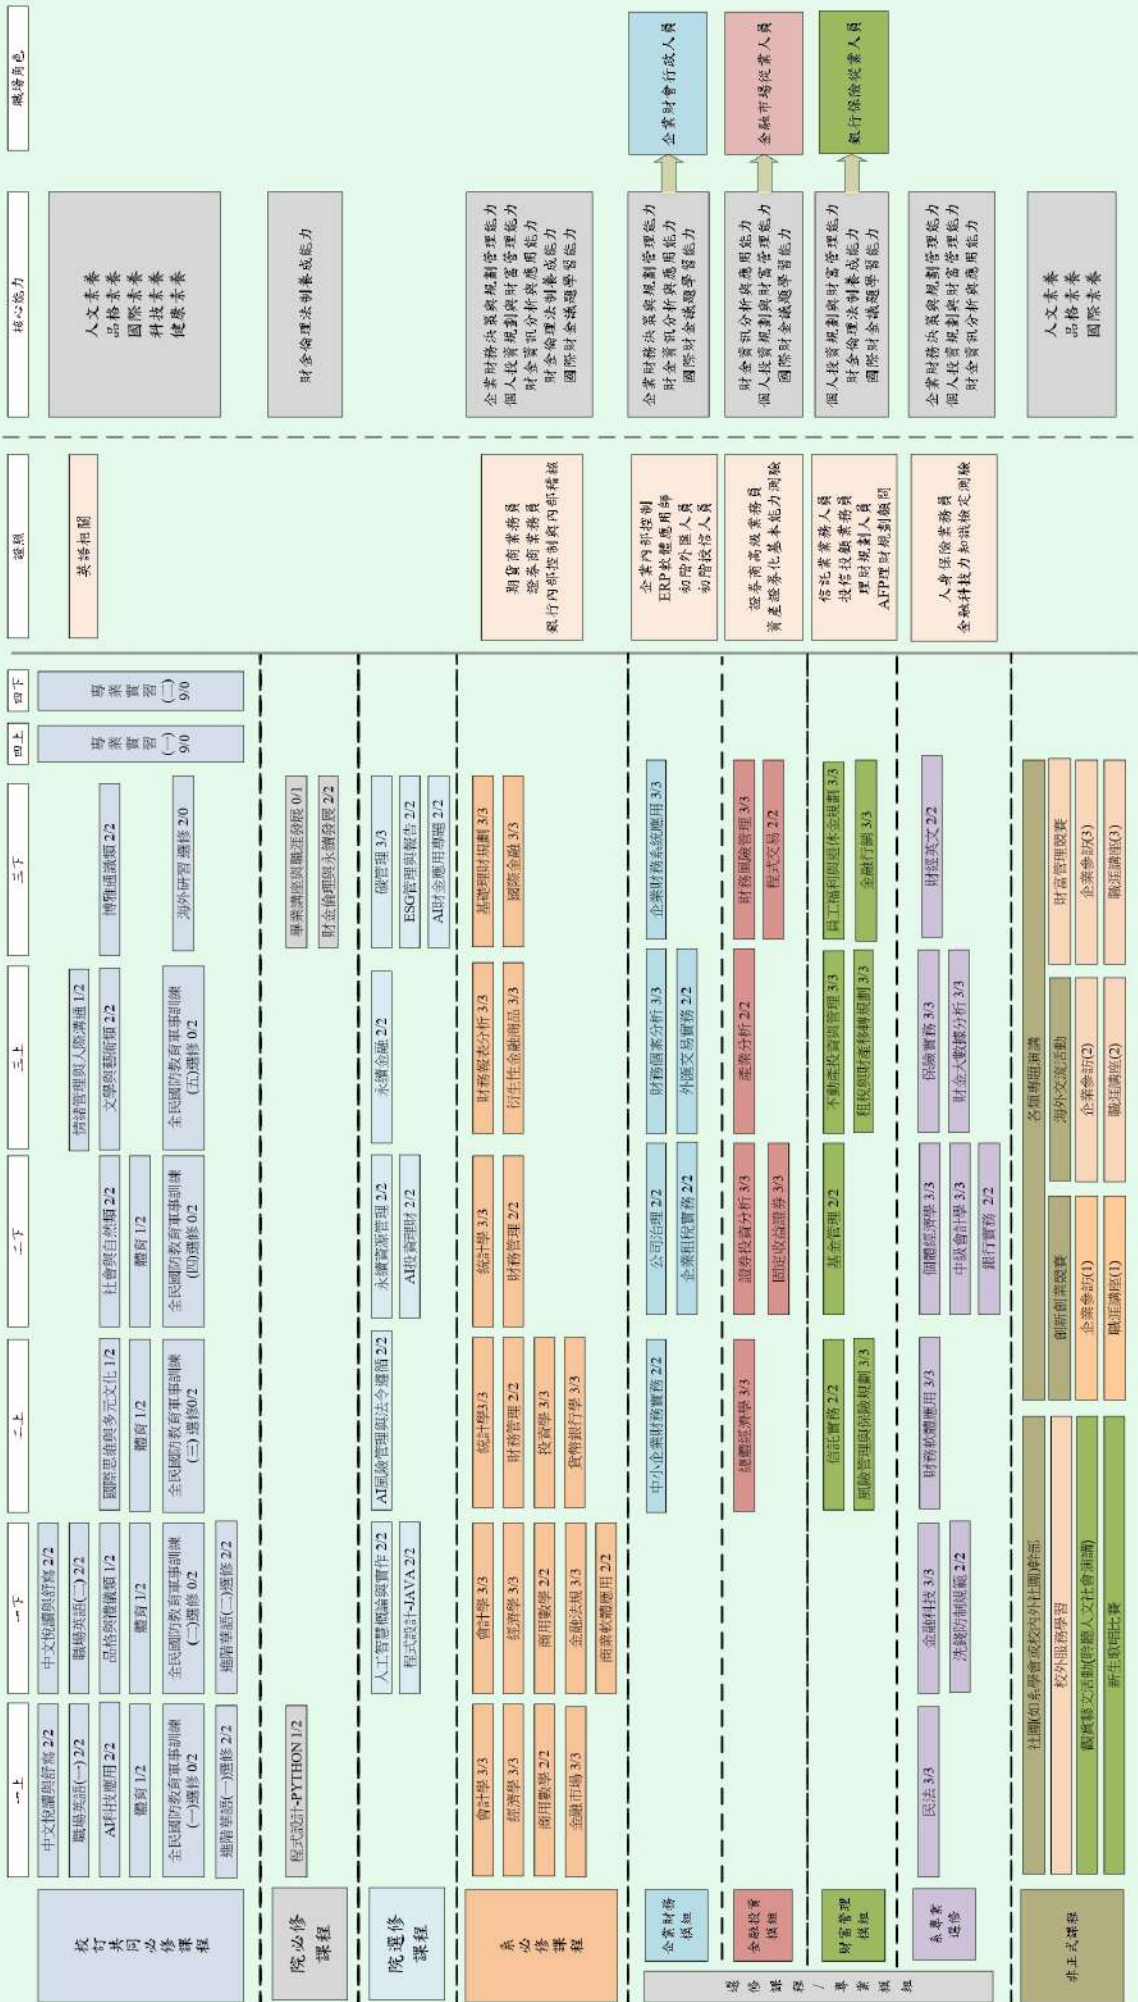 一上
一下
二上
二下
三上
三下
四上
四下
證照
核心能力
職場角色
校訂
共同
必修
課程
中文悅讀與舒寫 2/2
職場英語(一) 2/2
AI科技應用 2/2
體育 1/2
全民國防教育軍事訓練
(一)選修 0/2
進階華語(一)選修 2/2
中文悅讀與舒寫 2/2
職場英語(二) 2/2
品格與禮儀類 1/2
體育 1/2
全民國防教育軍事訓練
(二)選修 0/2
進階華語(二)選修 2/2
國際思維與多元文化 1/2
體育 1/2
全民國防教育軍事訓練
(三) 選修0/2
社會與自然類 2/2
體育 1/2
全民國防教育軍事訓練
(四)選修 0/2
情緒管理與人際溝通 1/2
文學與藝術類 2/2
全民國防教育軍事訓練
(五)選修 0/2
博雅通識類 2/2
海外研習 選修 2/0
專業實習
(一)
9/0
專業實習
(二)
9/0
英語相關
人文素養
品格素養
國際素養
科技素養
健康素養
院必修
課程
程式設計-PYTHON 1/2
畢業講座與職涯發展 0/1
財金倫理與永續發展 2/2
財金倫理法制養成能力
院選修
課程
人工智慧概論與實作 2/2
程式設計-JAVA 2/2
AI風險管理與法令遵循 2/2
永續資源管理 2/2
AI投資理財 2/2
永續金融 2/2
碳管理 3/3
ESG管理與報告 2/2
AI財金應用專題 2/2
系必修
課程
會計學 3/3
經濟學 3/3
商用數學 2/2
金融市場 3/3
會計學 3/3
經濟學 3/3
商用數學 2/2
金融法規 3/3
商業軟體應用 2/2
統計學3/3
財務管理 2/2
投資學 3/3
貨幣銀行學 3/3
統計學 3/3
財務管理 2/2
財務報表分析 3/3
衍生性金融商品 3/3
基礎理財規劃 3/3
國際金融 3/3
期貨商業務員
證券商業務員
銀行內部控制與內部稽核
企業財務決策與規劃管理能力
個人投資規劃與財富管理能力
財金資訊分析與應用能力
財金倫理法制養成能力
國際財金議題學習能力
選修課程/專業模組
企業財務
模組
中小企業財務實務 2/2
公司治理 2/2
企業租稅實務 2/2
財務個案分析 3/3
外匯交易實務 2/2
企業財務系統應用 3/3
企業內部控制
ERP軟體應用師
初階外匯人員
初階授信人員
企業財務決策與規劃管理能力
財金資訊分析與應用能力
國際財金議題學習能力
企業財會行政人員
金融投資
模組
總體經濟學 3/3
證券投資分析 3/3
固定收益證券 3/3
產業分析 2/2
財務風險管理 3/3
程式交易 2/2
證券商高級業務員
資產證券化基本能力測驗
財金資訊分析與應用能力
個人投資規劃與財富管理能力
國際財金議題學習能力
金融市場從業人員
財富管理
模組
信託實務 2/2
風險管理與保險規劃 3/3
基金管理 2/2
不動產投資與管理 3/3
租稅與財產移轉規劃 3/3
員工福利與退休金規劃 3/3
金融行銷 3/3
信託業業務人員
投信投顧業務員
理財規劃人員
AFP理財規劃顧問
個人投資規劃與財富管理能力
財金倫理法制養成能力
國際財金議題學習能力
銀行保險從業人員
系專業
選修
民法 3/3
金融科技 3/3
洗錢防制規範 2/2
財務軟體應用 3/3
個體經濟學 3/3
中級會計學 3/3
銀行實務 2/2
保險實務 3/3
財金大數據分析 3/3
財經英文 2/2
人身保險業務員
金融科技力知識檢定測驗
企業財務決策與規劃管理能力
個人投資規劃與財富管理能力
財金資訊分析與應用能力
非正式課程
社團(如系學會或校內外社團)幹部
校外服務學習
觀賞藝文活動(聆聽人文社會演講)
新生歌唱比賽
各類專題演講
創新創業競賽
海外交流活動
財富管理競賽
企業參訪(1)
企業參訪(2)
企業參訪(3)
職涯講座(1)
職涯講座(2)
職涯講座(3)
人文素養
品格素養
國際素養